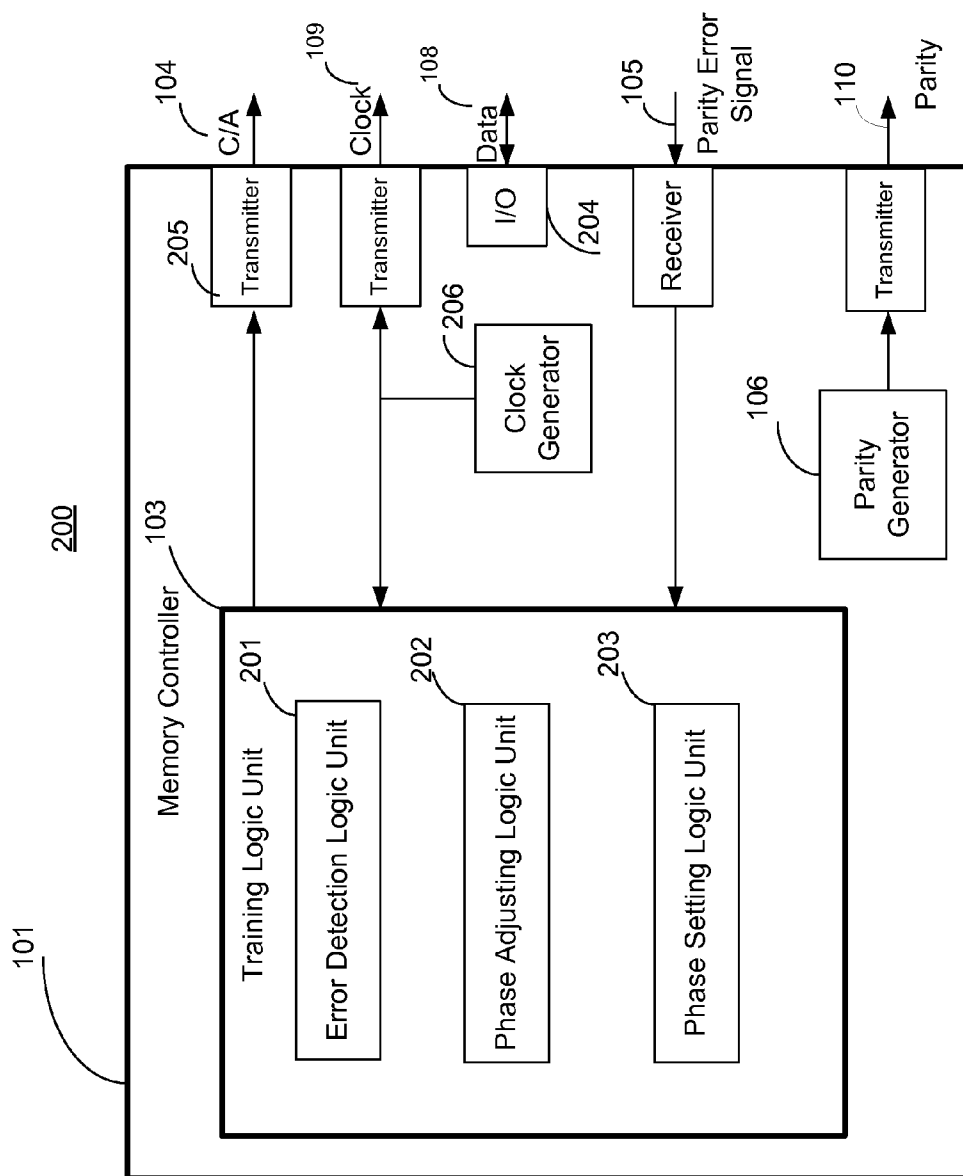 200
101
Memory Controller
103
Training Logic Unit
201
Error Detection Logic Unit
202
Phase Adjusting Logic Unit
203
Phase Setting Logic Unit
205
Transmitter
104
C/A
Transmitter
109
Clock
206
Clock
Generator
I/O
204
108
Data
Receiver
105
Parity Error
Signal
106
Parity
Generator
Transmitter
110
Parity